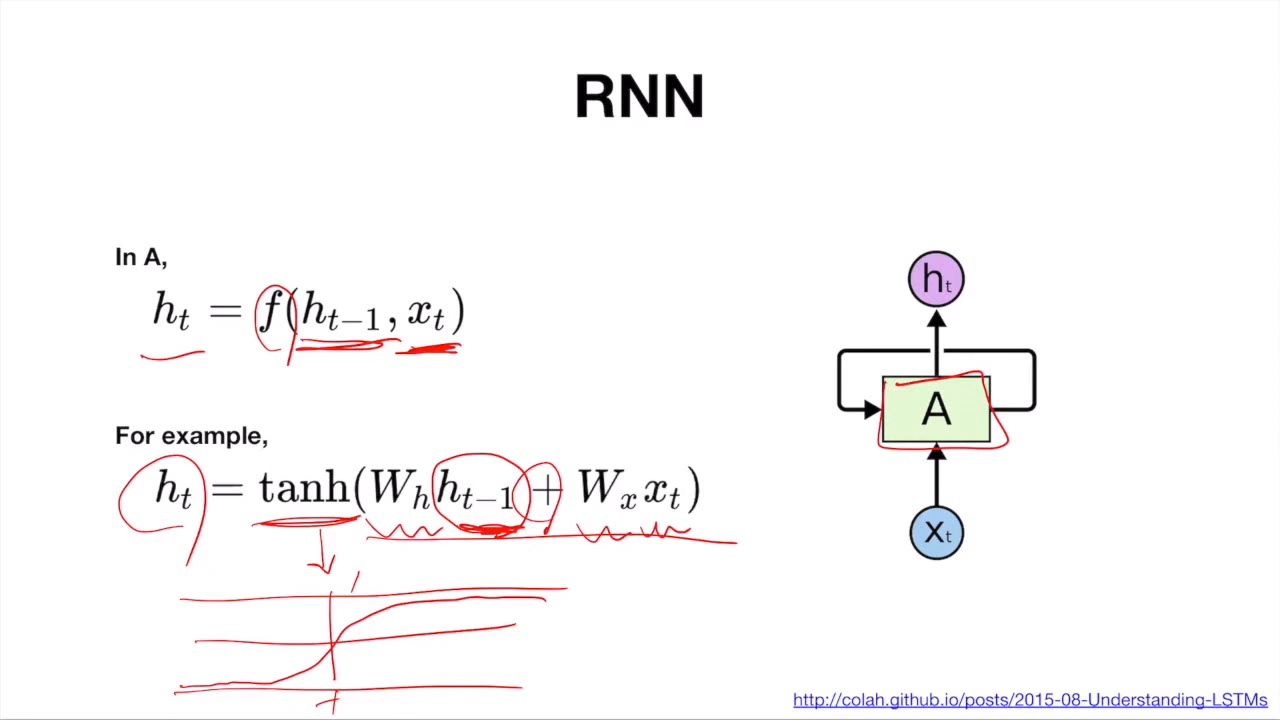 RNN
In A,
h_t = f(h_{t-1}, x_t)
For example,
h_t = tanh(W_h h_{t-1} + W_x x_t)
h_t
A
x_t
http://colah.github.io/posts/2015-08-Understanding-LSTMs